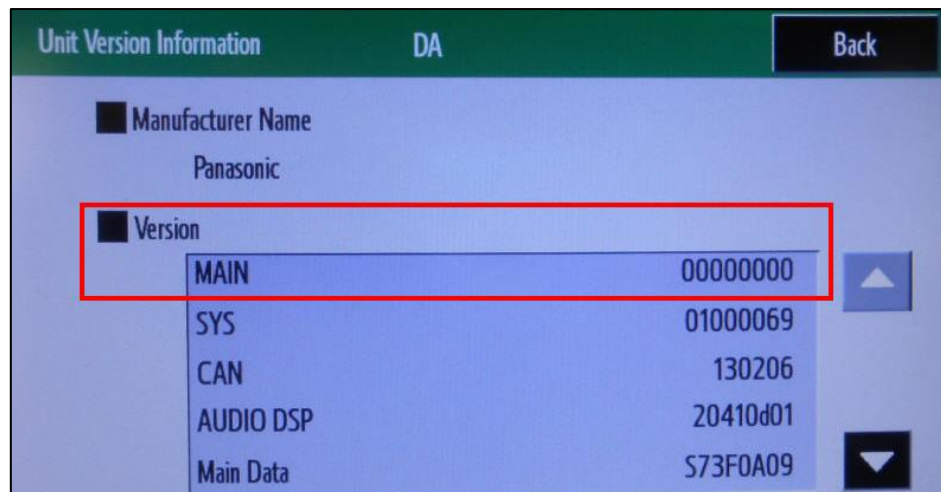 Unit Version Information DA Back
Manufacturer Name
Panasonic
Version
MAIN 00000000
SYS 01000069
CAN 130206
AUDIO DSP 20410d01
Main Data S73F0A09